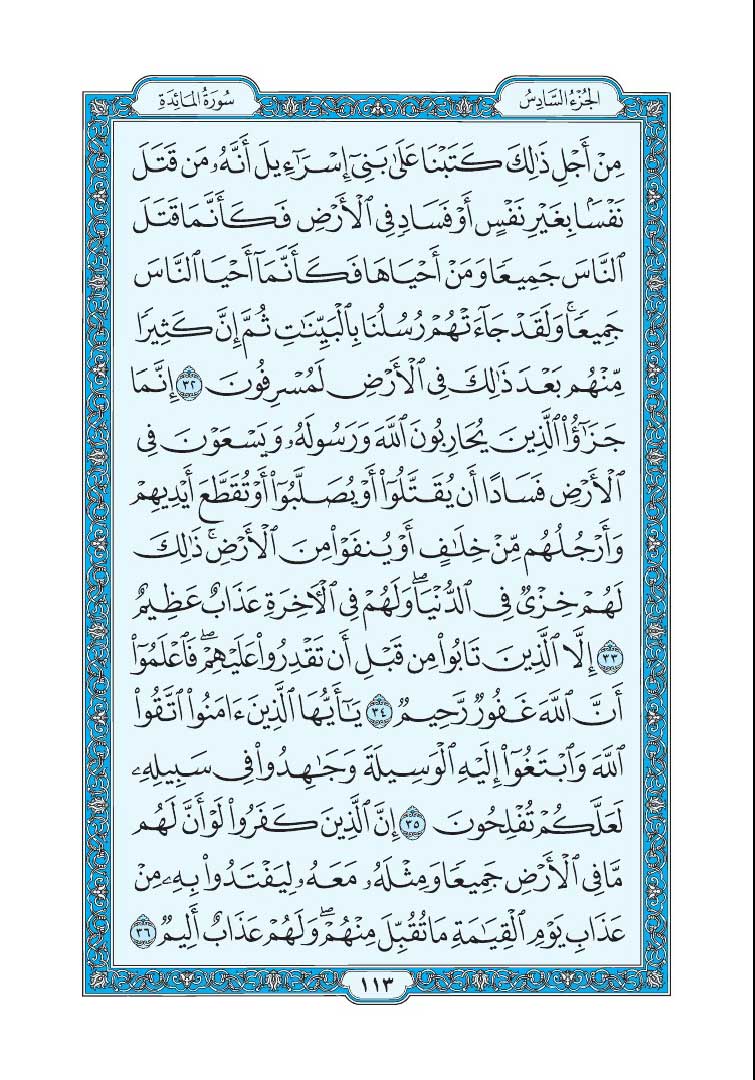 الجُزْءُ السَّادِسُ
سُورَةُ المَائِدَةِ
مِنْ أَجْلِ ذَٰلِكَ كَتَبْنَا عَلَىٰ بَنِىٓ إِسْرَٰٓءِيلَ أَنَّهُۥ مَن قَتَلَ
نَفْسًۢا بِغَيْرِ نَفْسٍ أَوْ فَسَادٍ فِى ٱلْأَرْضِ فَكَأَنَّمَا قَتَلَ
ٱلنَّاسَ جَمِيعًا وَمَنْ أَحْيَاهَا فَكَأَنَّمَآ أَحْيَا ٱلنَّاسَ
جَمِيعًاۚ وَلَقَدْ جَآءَتْهُمْ رُسُلُنَا بِٱلْبَيِّنَٰتِ ثُمَّ إِنَّ كَثِيرًا
مِّنْهُم بَعْدَ ذَٰلِكَ فِى ٱلْأَرْضِ لَمُسْرِفُونَ ٣٢ إِنَّمَا
جَزَٰٓؤُا۟ ٱلَّذِينَ يُحَارِبُونَ ٱللَّهَ وَرَسُولَهُۥ وَيَسْعَوْنَ فِى
ٱلْأَرْضِ فَسَادًا أَن يُقَتَّلُوٓا۟ أَوْ يُصَلَّبُوٓا۟ أَوْ تُقَطَّعَ أَيْدِيهِمْ
وَأَرْجُلُهُم مِّنْ خِلَٰفٍ أَوْ يُنفَوْا۟ مِنَ ٱلْأَرْضِۚ ذَٰلِكَ
لَهُمْ خِزْىٌ فِى ٱلدُّنْيَاۖ وَلَهُمْ فِى ٱلْءَاخِرَةِ عَذَابٌ عَظِيمٌ
٣٣ إِلَّا ٱلَّذِينَ تَابُوا۟ مِن قَبْلِ أَن تَقْدِرُوا۟ عَلَيْهِمْۖ فَٱعْلَمُوٓا۟
أَنَّ ٱللَّهَ غَفُورٌ رَّحِيمٌ ٣٤ يَٰٓأَيُّهَا ٱلَّذِينَ ءَامَنُوا۟ ٱتَّقُوا۟
ٱللَّهَ وَٱبْتَغُوٓا۟ إِلَيْهِ ٱلْوَسِيلَةَ وَجَٰهِدُوا۟ فِى سَبِيلِهِۦ
لَعَلَّكُمْ تُفْلِحُونَ ٣٥ إِنَّ ٱلَّذِينَ كَفَرُوا۟ لَوْ أَنَّ لَهُم
مَّا فِى ٱلْأَرْضِ جَمِيعًا وَمِثْلَهُۥ مَعَهُۥ لِيَفْتَدُوا۟ بِهِۦ مِنْ
عَذَابِ يَوْمِ ٱلْقِيَٰمَةِ مَا تُقُبِّلَ مِنْهُمْۖ وَلَهُمْ عَذَابٌ أَلِيمٌ ٣٦
١١٣